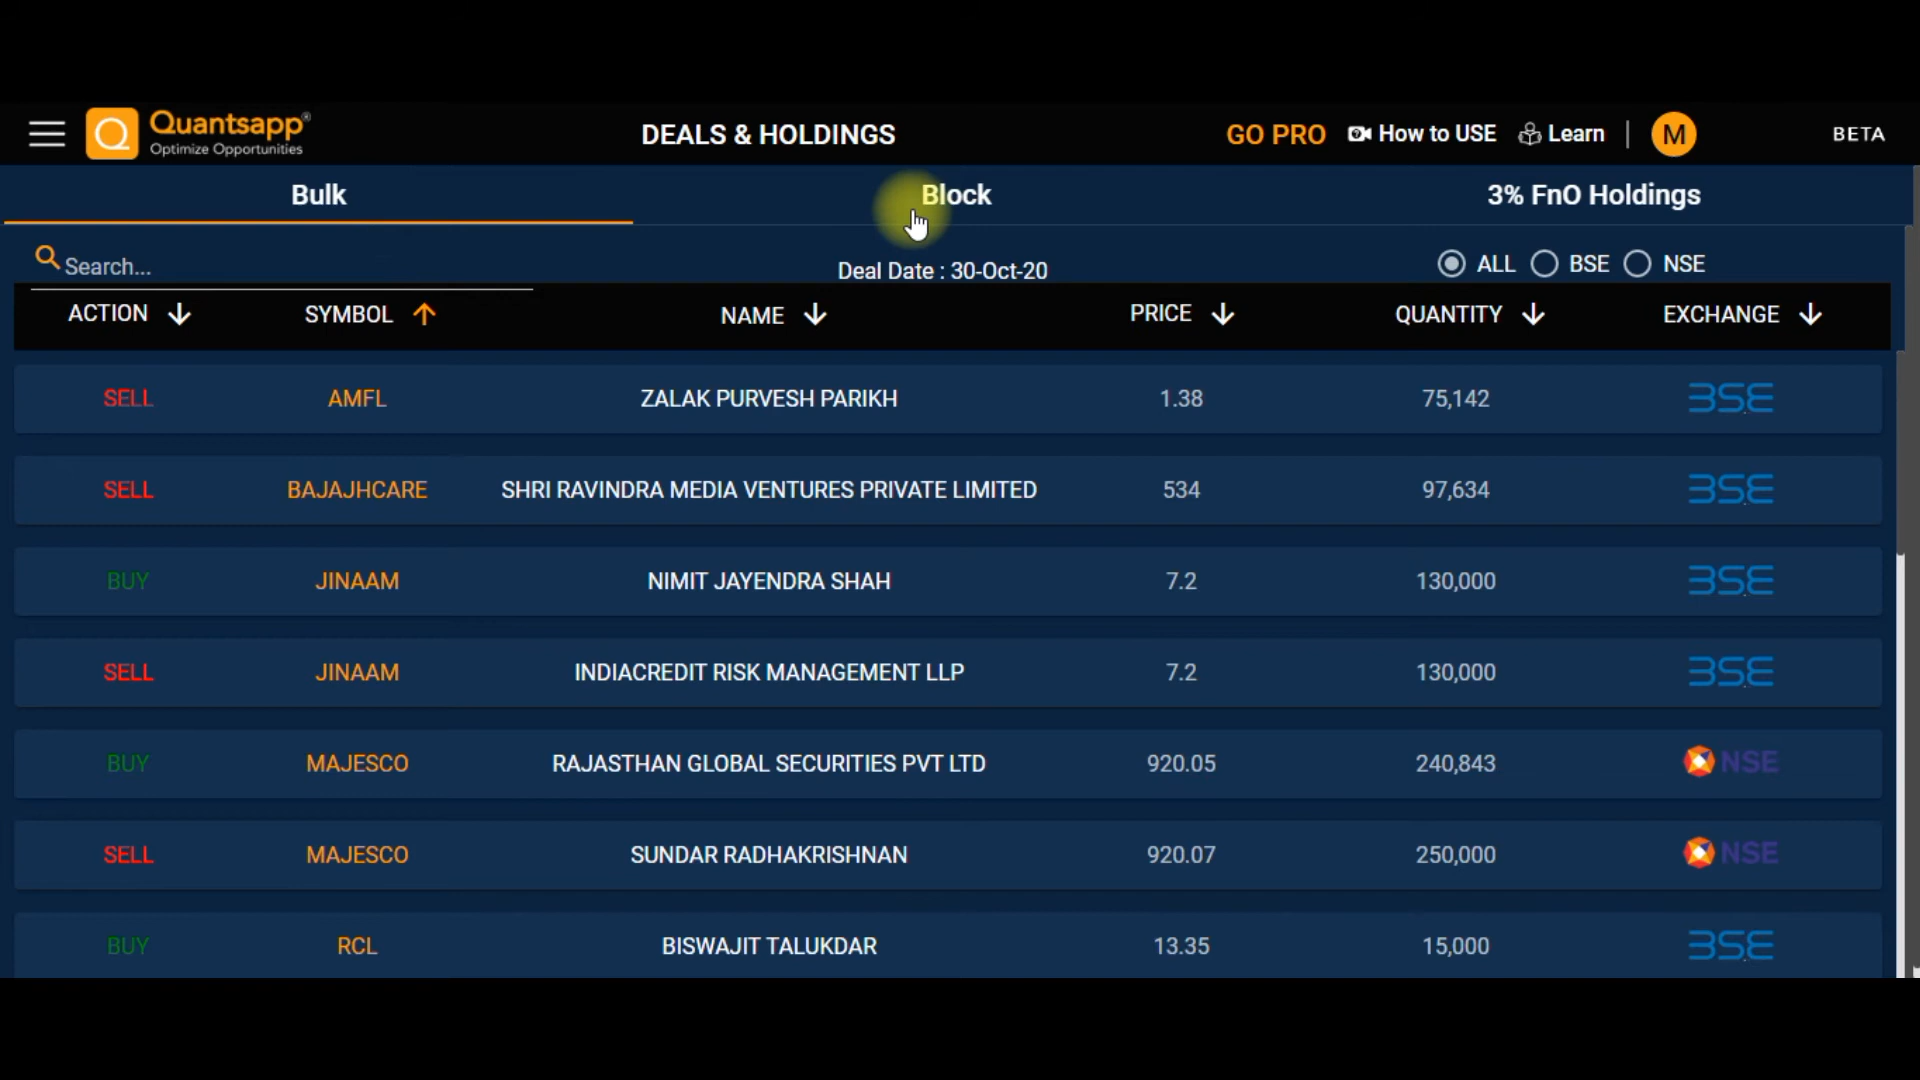 Quantsapp®
Optimize Opportunities
DEALS & HOLDINGS
GO PRO How to USE Learn | M BETA
Bulk Block 3% FnO Holdings
Search...
Deal Date : 30-Oct-20
ALL BSE NSE
ACTION SYMBOL NAME PRICE QUANTITY EXCHANGE
SELL AMFL ZALAK PURVESH PARIKH 1.38 75,142 BSE
SELL BAJAJHCARE SHRI RAVINDRA MEDIA VENTURES PRIVATE LIMITED 534 97,634 BSE
BUY JINAAM NIMIT JAYENDRA SHAH 7.2 130,000 BSE
SELL JINAAM INDIACREDIT RISK MANAGEMENT LLP 7.2 130,000 BSE
BUY MAJESCO RAJASTHAN GLOBAL SECURITIES PVT LTD 920.05 240,843 NSE
SELL MAJESCO SUNDAR RADHAKRISHNAN 920.07 250,000 NSE
BUY RCL BISWAJIT TALUKDAR 13.35 15,000 BSE